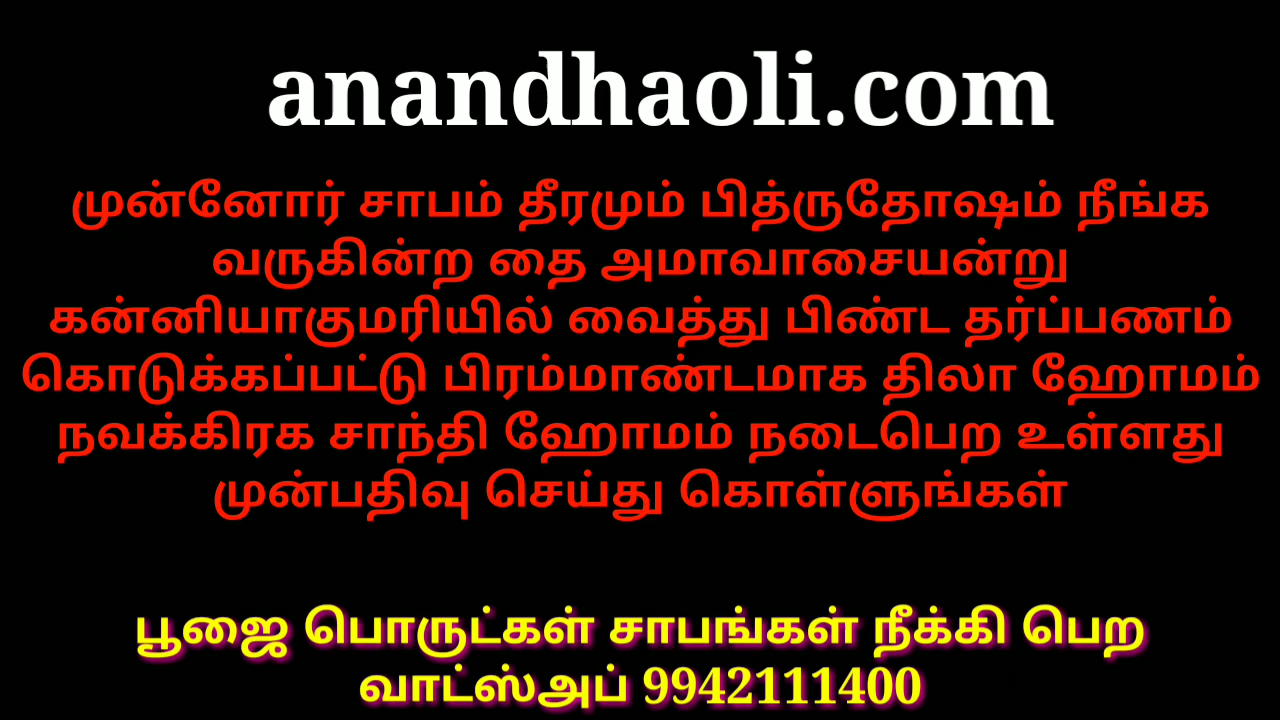 anandhaoli.com
முன்னோர் சாபம் தீரமும் பித்ருதோஷம் நீங்க
வருகின்ற தை அமாவாசையன்று
கன்னியாகுமரியில் வைத்து பிண்ட தர்ப்பணம்
கொடுக்கப்பட்டு பிரம்மாண்டமாக திலா ஹோமம்
நவக்கிரக சாந்தி ஹோமம் நடைபெற உள்ளது
முன்பதிவு செய்து கொள்ளுங்கள்
பூஜை பொருட்கள் சாபங்கள் நீக்கி பெற
வாட்ஸ்அப் 9942111400